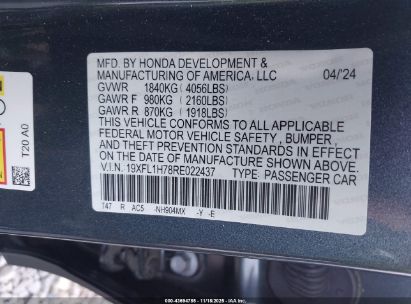 MFD. BY HONDA DEVELOPMENT &
MANUFACTURING OF AMERICA, LLC 04/'24
GVWR 1840KG (4056LBS)
GAWR F 980KG (2160LBS)
GAWR R 870KG (1918LBS)
THIS VEHICLE CONFORMS TO ALL APPLICABLE
FEDERAL MOTOR VEHICLE SAFETY, BUMPER,
& THEFT PREVENTION STANDARDS IN EFFECT
ON THE DATE OF MANUFACTURE SHOWN ABOVE.
V.I.N. 19XFL1H78RE022437 TYPE: PASSENGER CAR
T47 R AC5 -NH904MX -Y -E
T20 A0